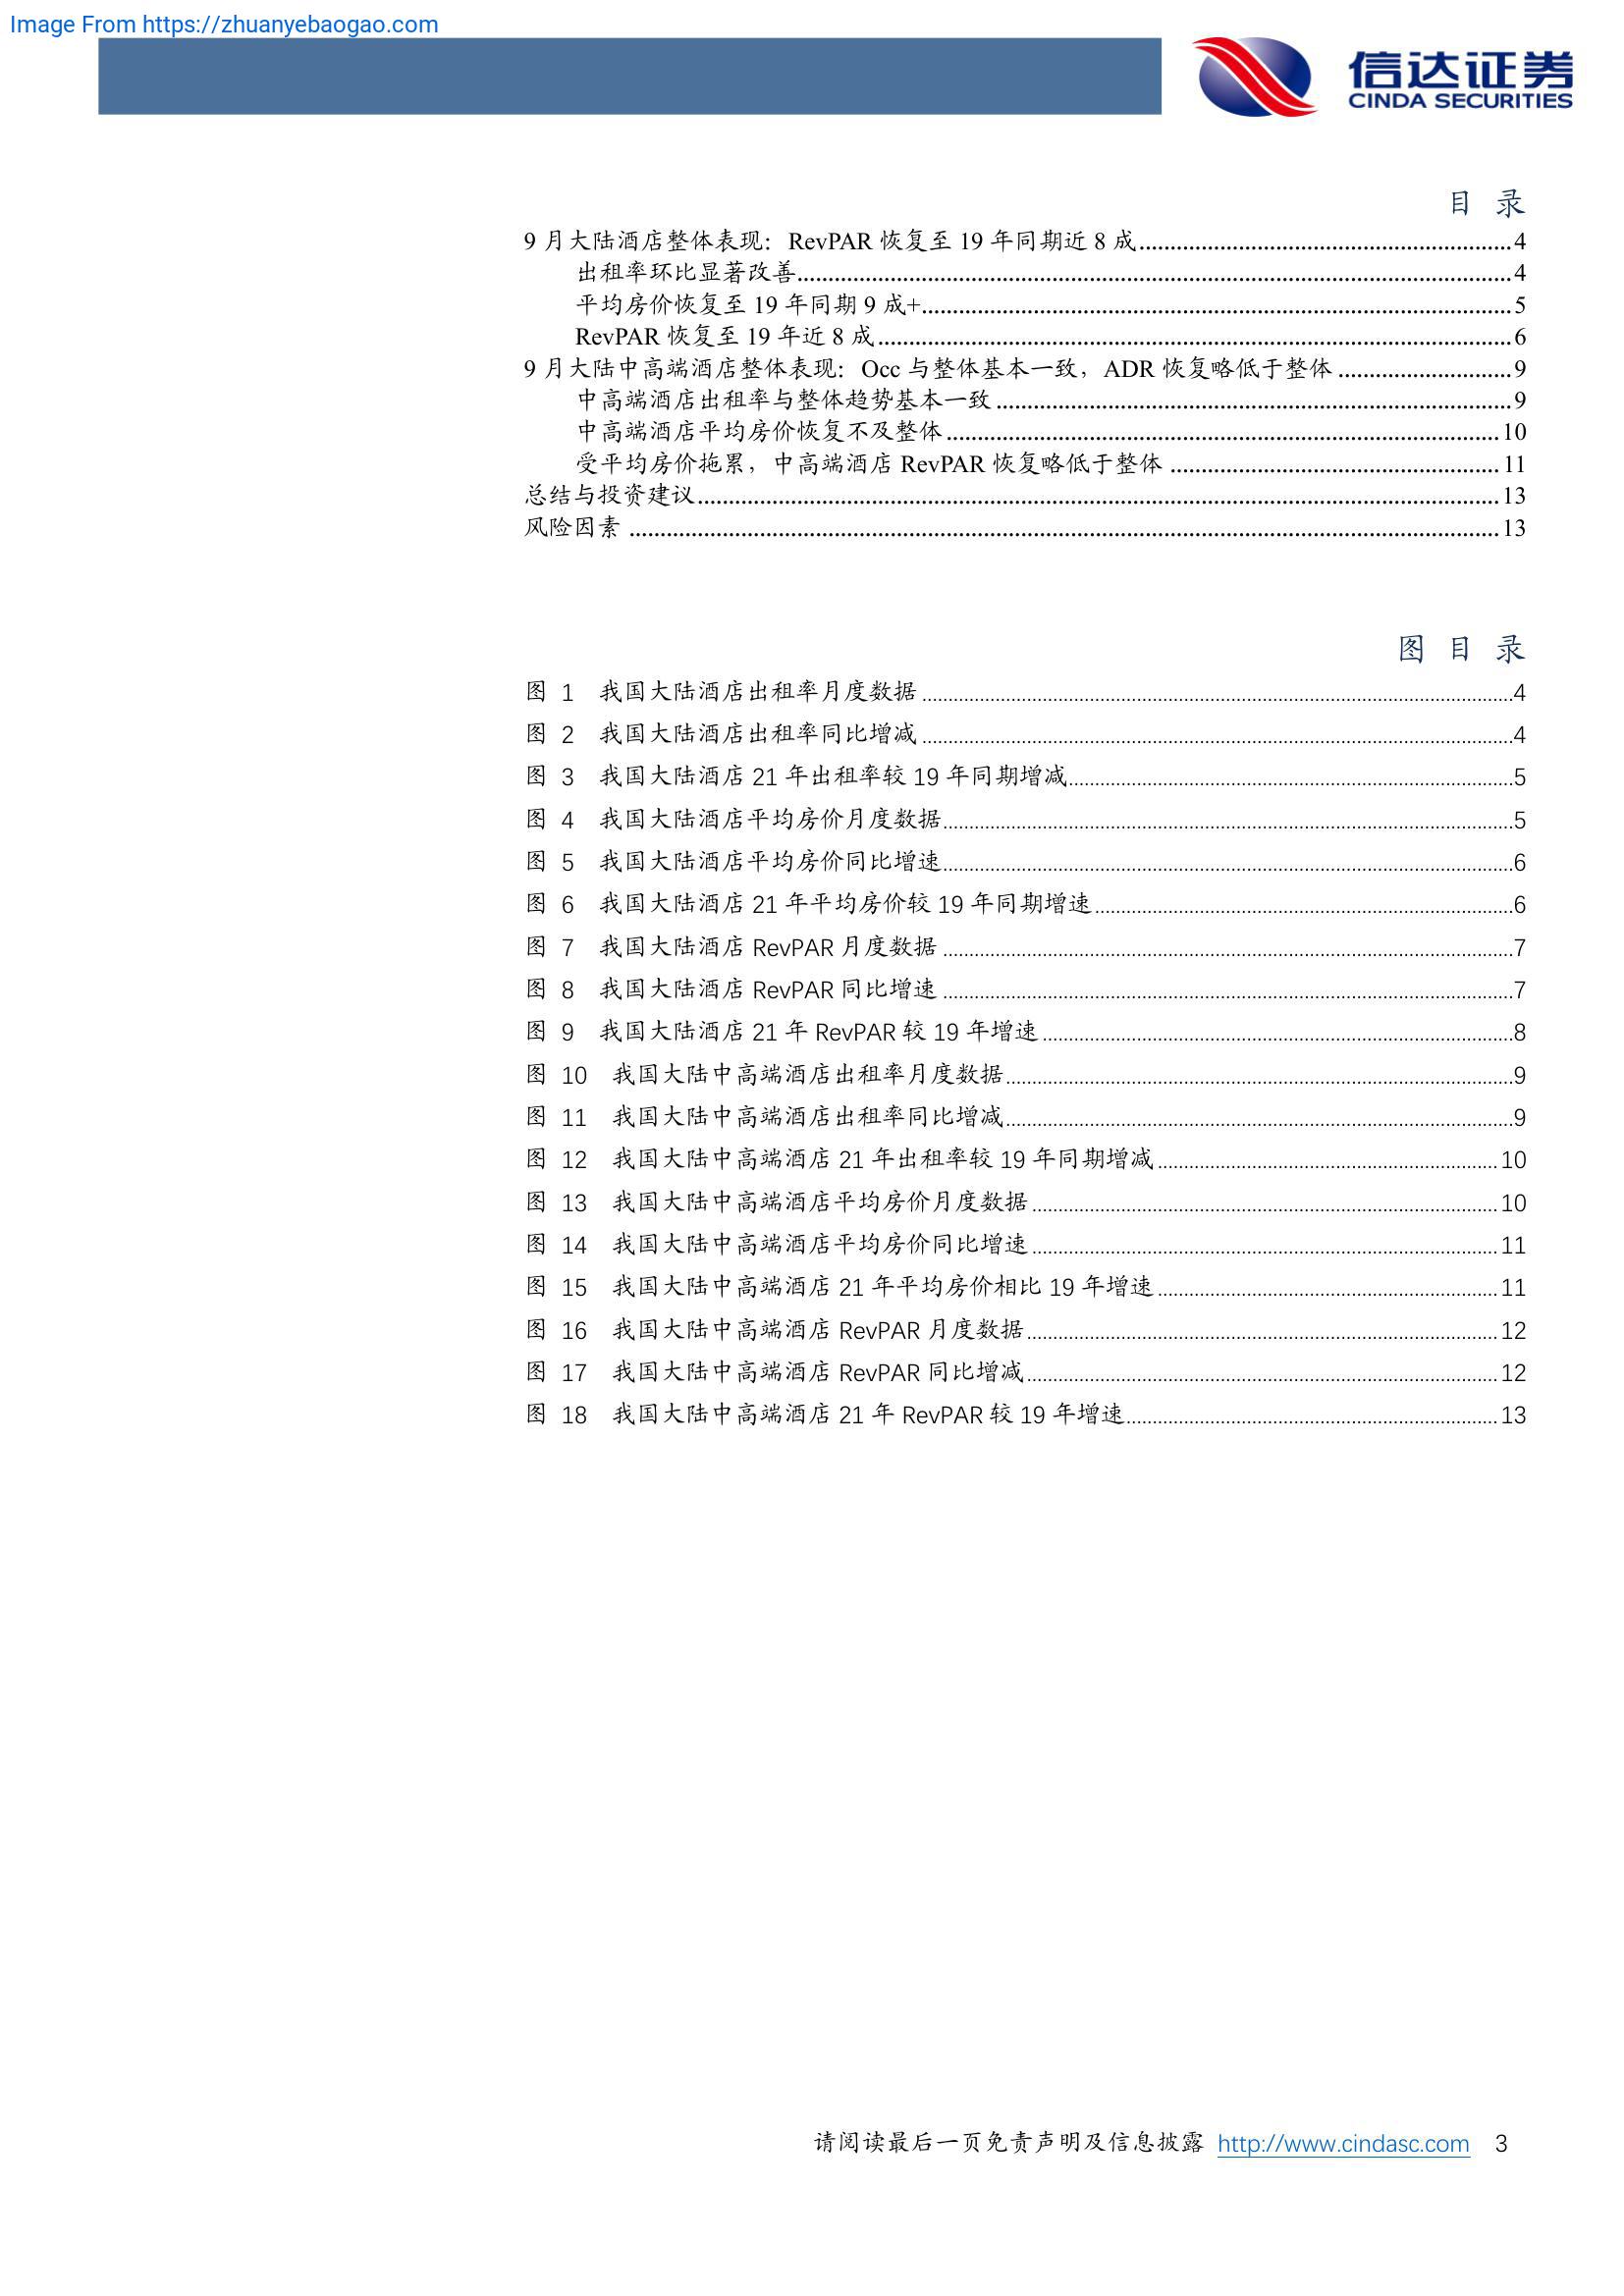 Image From https://zhuanyebaogao.com
信达证券
CINDA SECURITIES
目 录
9 月大陆酒店整体表现：RevPAR 恢复至 19 年同期近 8 成....................4
出租率环比显著改善....................4
平均房价恢复至 19 年同期 9 成+....................5
RevPAR 恢复至 19 年近 8 成....................6
9 月大陆中高端酒店整体表现：Occ 与整体基本一致，ADR 恢复略低于整体....................9
中高端酒店出租率与整体趋势基本一致....................9
中高端酒店平均房价恢复不及整体....................10
受平均房价拖累，中高端酒店 RevPAR 恢复略低于整体....................11
总结与投资建议....................13
风险因素....................13
图 目 录
图 1 我国大陆酒店出租率月度数据....................4
图 2 我国大陆酒店出租率同比增减....................4
图 3 我国大陆酒店 21 年出租率较 19 年同期增减....................5
图 4 我国大陆酒店平均房价月度数据....................5
图 5 我国大陆酒店平均房价同比增速....................6
图 6 我国大陆酒店 21 年平均房价较 19 年同期增速....................6
图 7 我国大陆酒店 RevPAR 月度数据....................7
图 8 我国大陆酒店 RevPAR 同比增速....................7
图 9 我国大陆酒店 21 年 RevPAR 较 19 年增速....................8
图 10 我国大陆中高端酒店出租率月度数据....................9
图 11 我国大陆中高端酒店出租率同比增减....................9
图 12 我国大陆中高端酒店 21 年出租率较 19 年同期增减....................10
图 13 我国大陆中高端酒店平均房价月度数据....................10
图 14 我国大陆中高端酒店平均房价同比增速....................11
图 15 我国大陆中高端酒店 21 年平均房价相比 19 年增速....................11
图 16 我国大陆中高端酒店 RevPAR 月度数据....................12
图 17 我国大陆中高端酒店 RevPAR 同比增减....................12
图 18 我国大陆中高端酒店 21 年 RevPAR 较 19 年增速....................13
请阅读最后一页免责声明及信息披露 http://www.cindasc.com 3